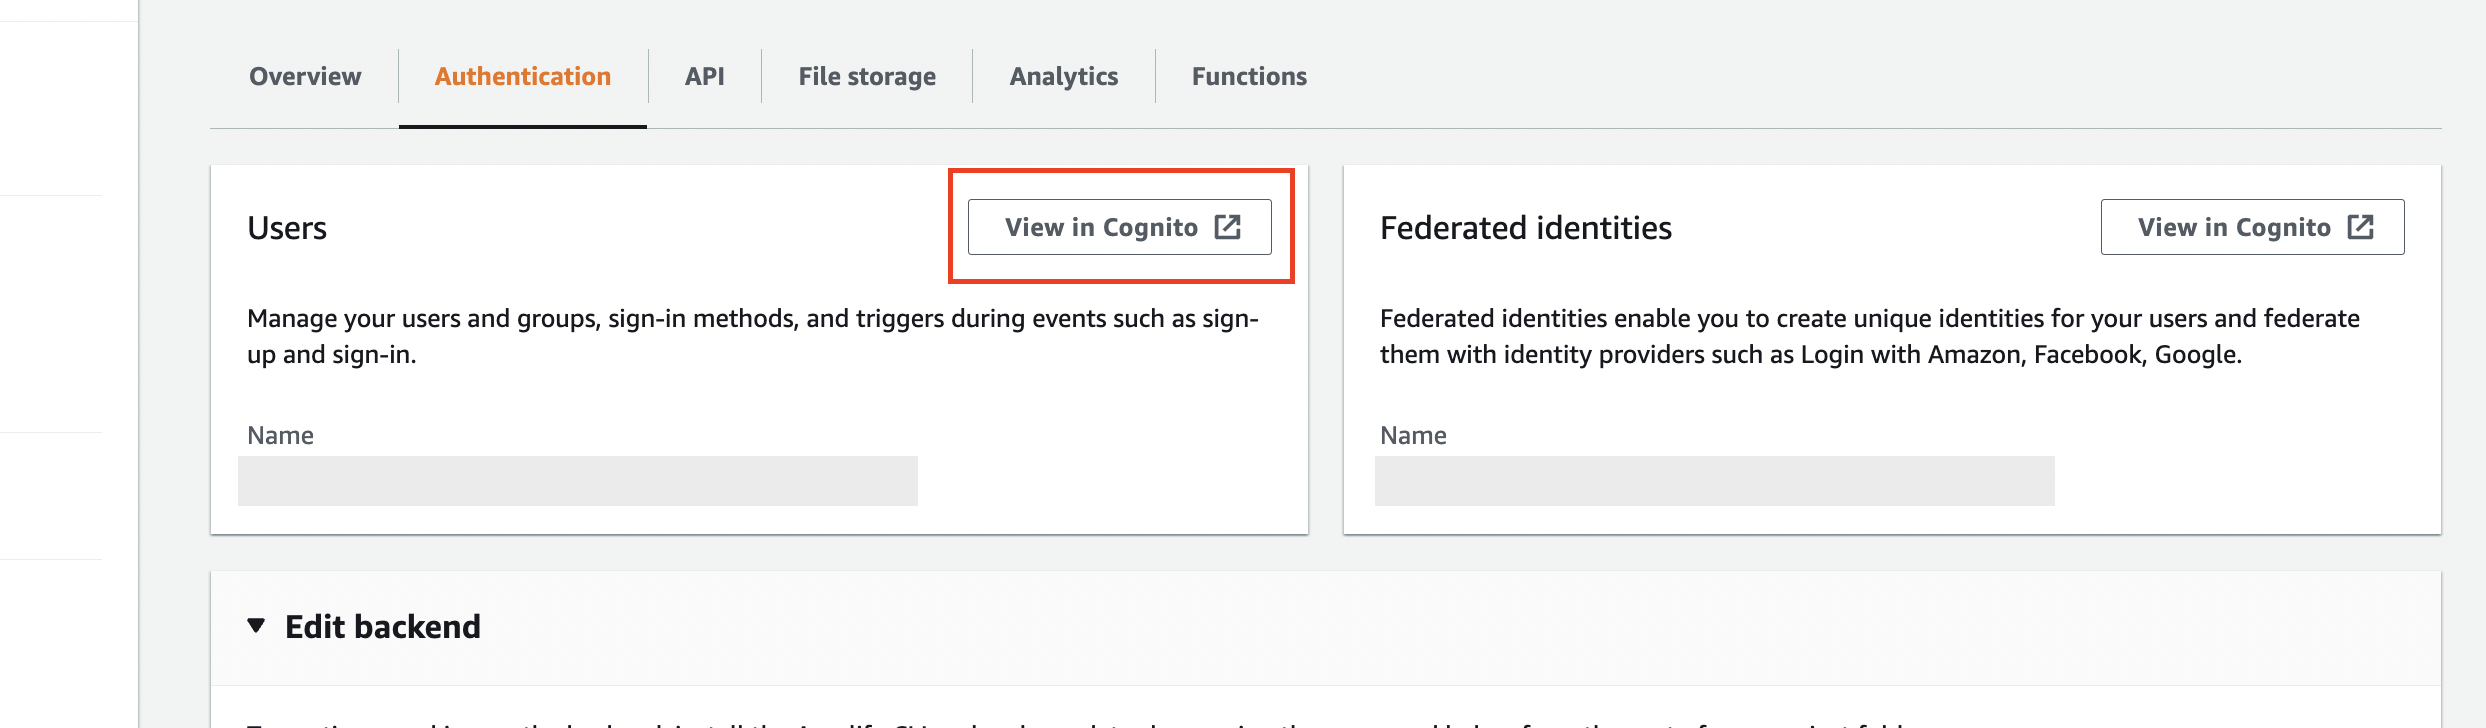 Overview
Authentication
API
File storage
Analytics
Functions
Users
View in Cognito
Manage your users and groups, sign-in methods, and triggers during events such as sign-
up and sign-in.
Name
Federated identities
View in Cognito
Federated identities enable you to create unique identities for your users and federate
them with identity providers such as Login with Amazon, Facebook, Google.
Name
Edit backend